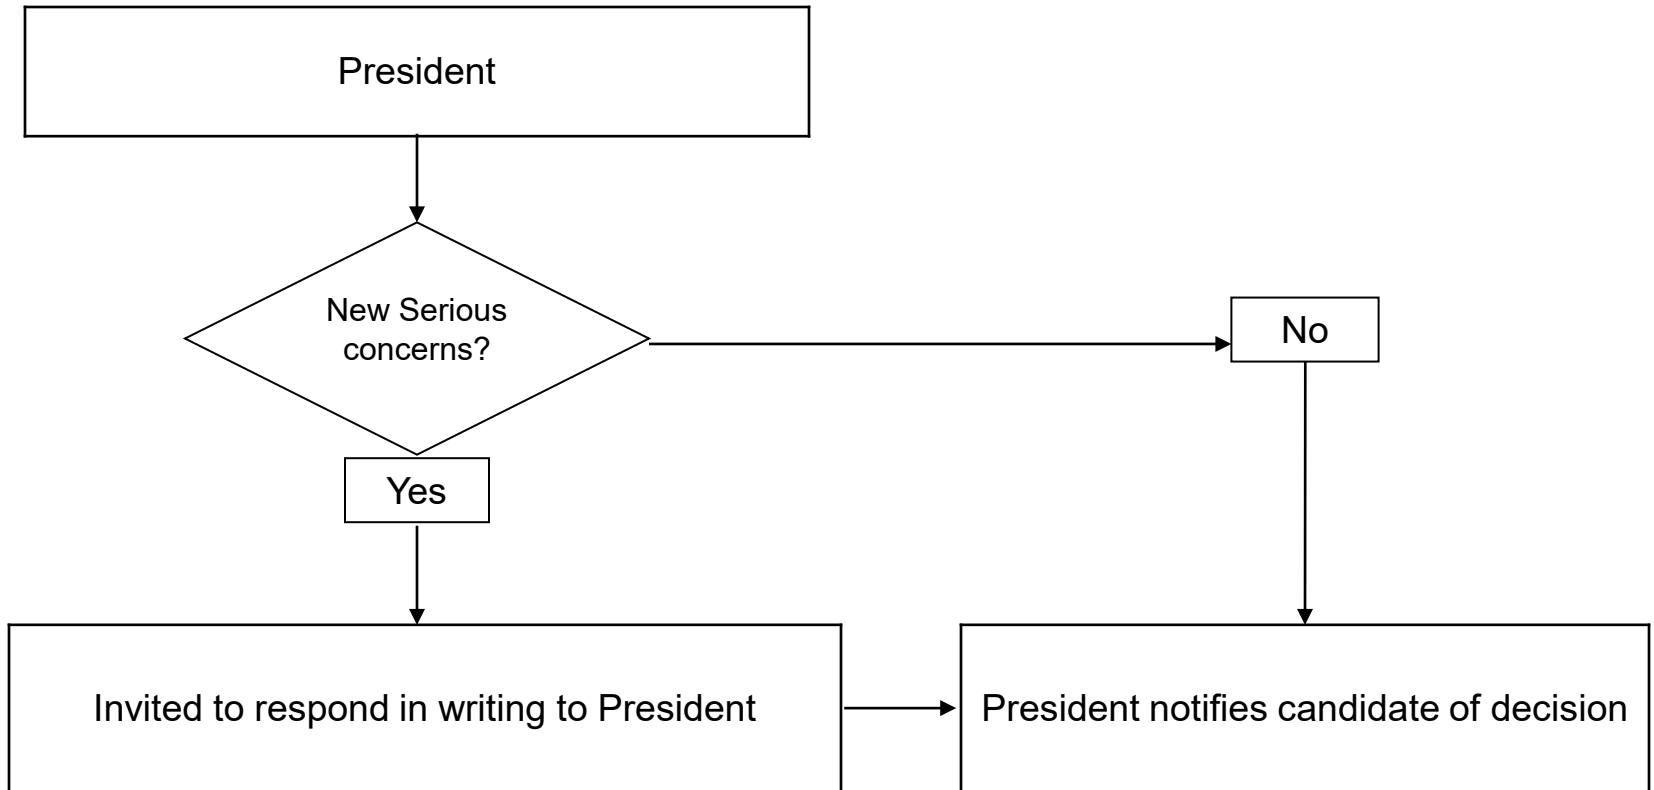 President
New Serious
concerns?
No
Yes
Invited to respond in writing to President
President notifies candidate of decision